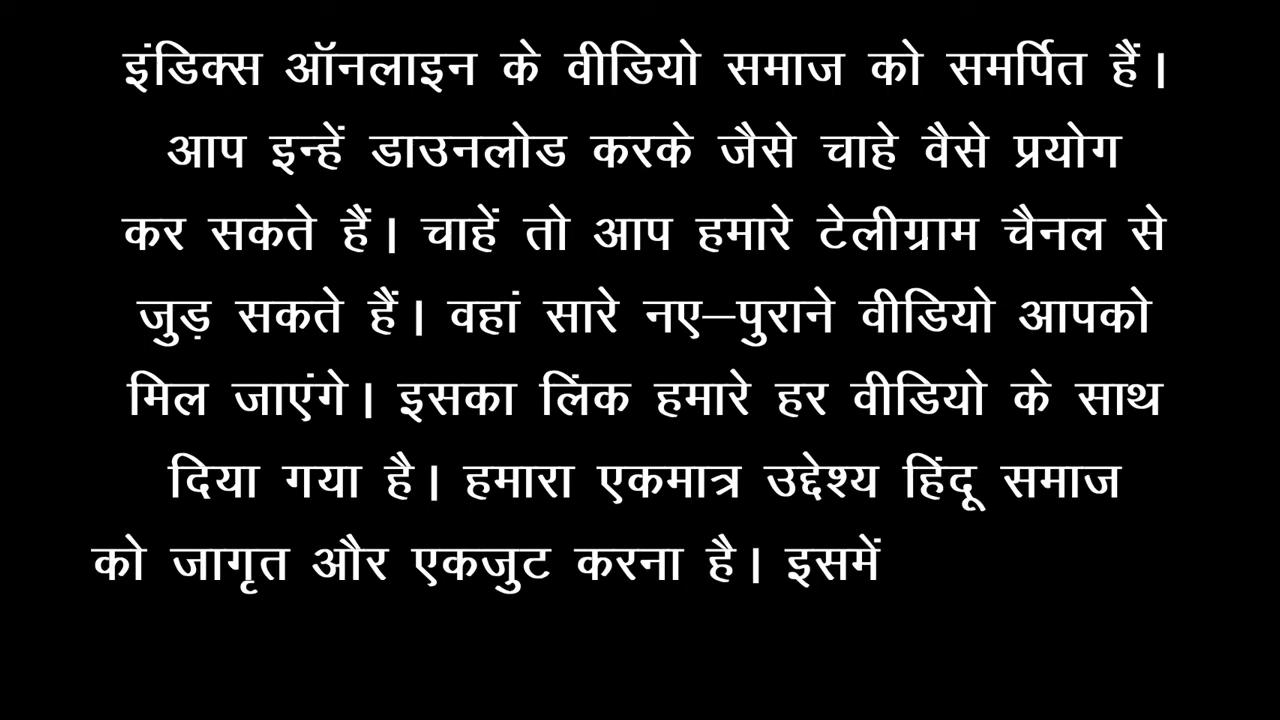 इंडिक्स ऑनलाइन के वीडियो समाज को समर्पित हैं।
आप इन्हें डाउनलोड करके जैसे चाहे वैसे प्रयोग
कर सकते हैं। चाहें तो आप हमारे टेलीग्राम चैनल से
जुड़ सकते हैं। वहां सारे नए–पुराने वीडियो आपको
मिल जाएंगे। इसका लिंक हमारे हर वीडियो के साथ
दिया गया है। हमारा एकमात्र उद्देश्य हिंदू समाज
को जागृत और एकजुट करना है। इसमें